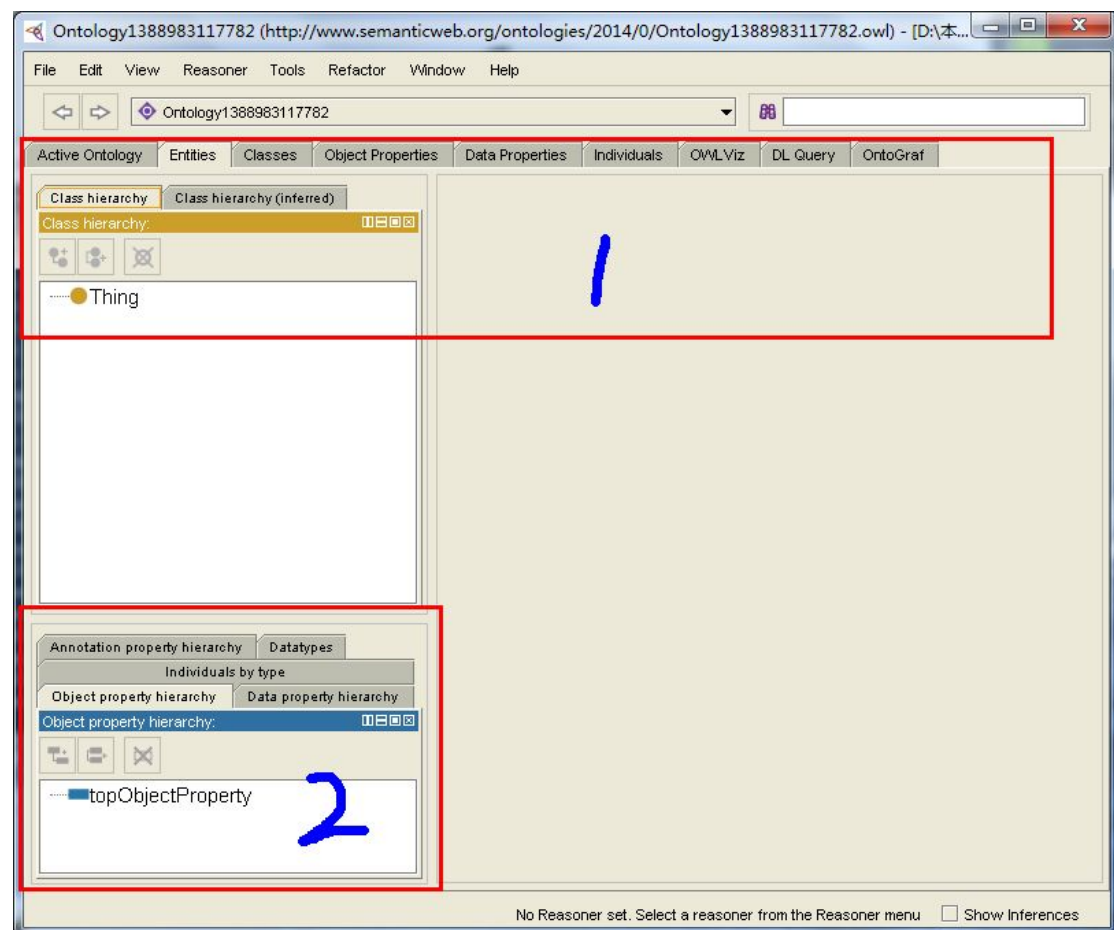 Ontology1388983117782 (http://www.semanticweb.org/ontologies/2014/0/Ontology1388983117782.owl) - [D:\本...
File Edit View Reasoner Tools Refactor Window Help
Ontology1388983117782
Active Ontology Entities Classes Object Properties Data Properties Individuals OWLViz DL Query OntoGraf
Class hierarchy Class hierarchy (inferred)
Class hierarchy:
1
Thing
Annotation property hierarchy Datatypes
Individuals by type
Object property hierarchy Data property hierarchy
Object property hierarchy:
topObjectProperty
2
No Reasoner set. Select a reasoner from the Reasoner menu Show Inferences